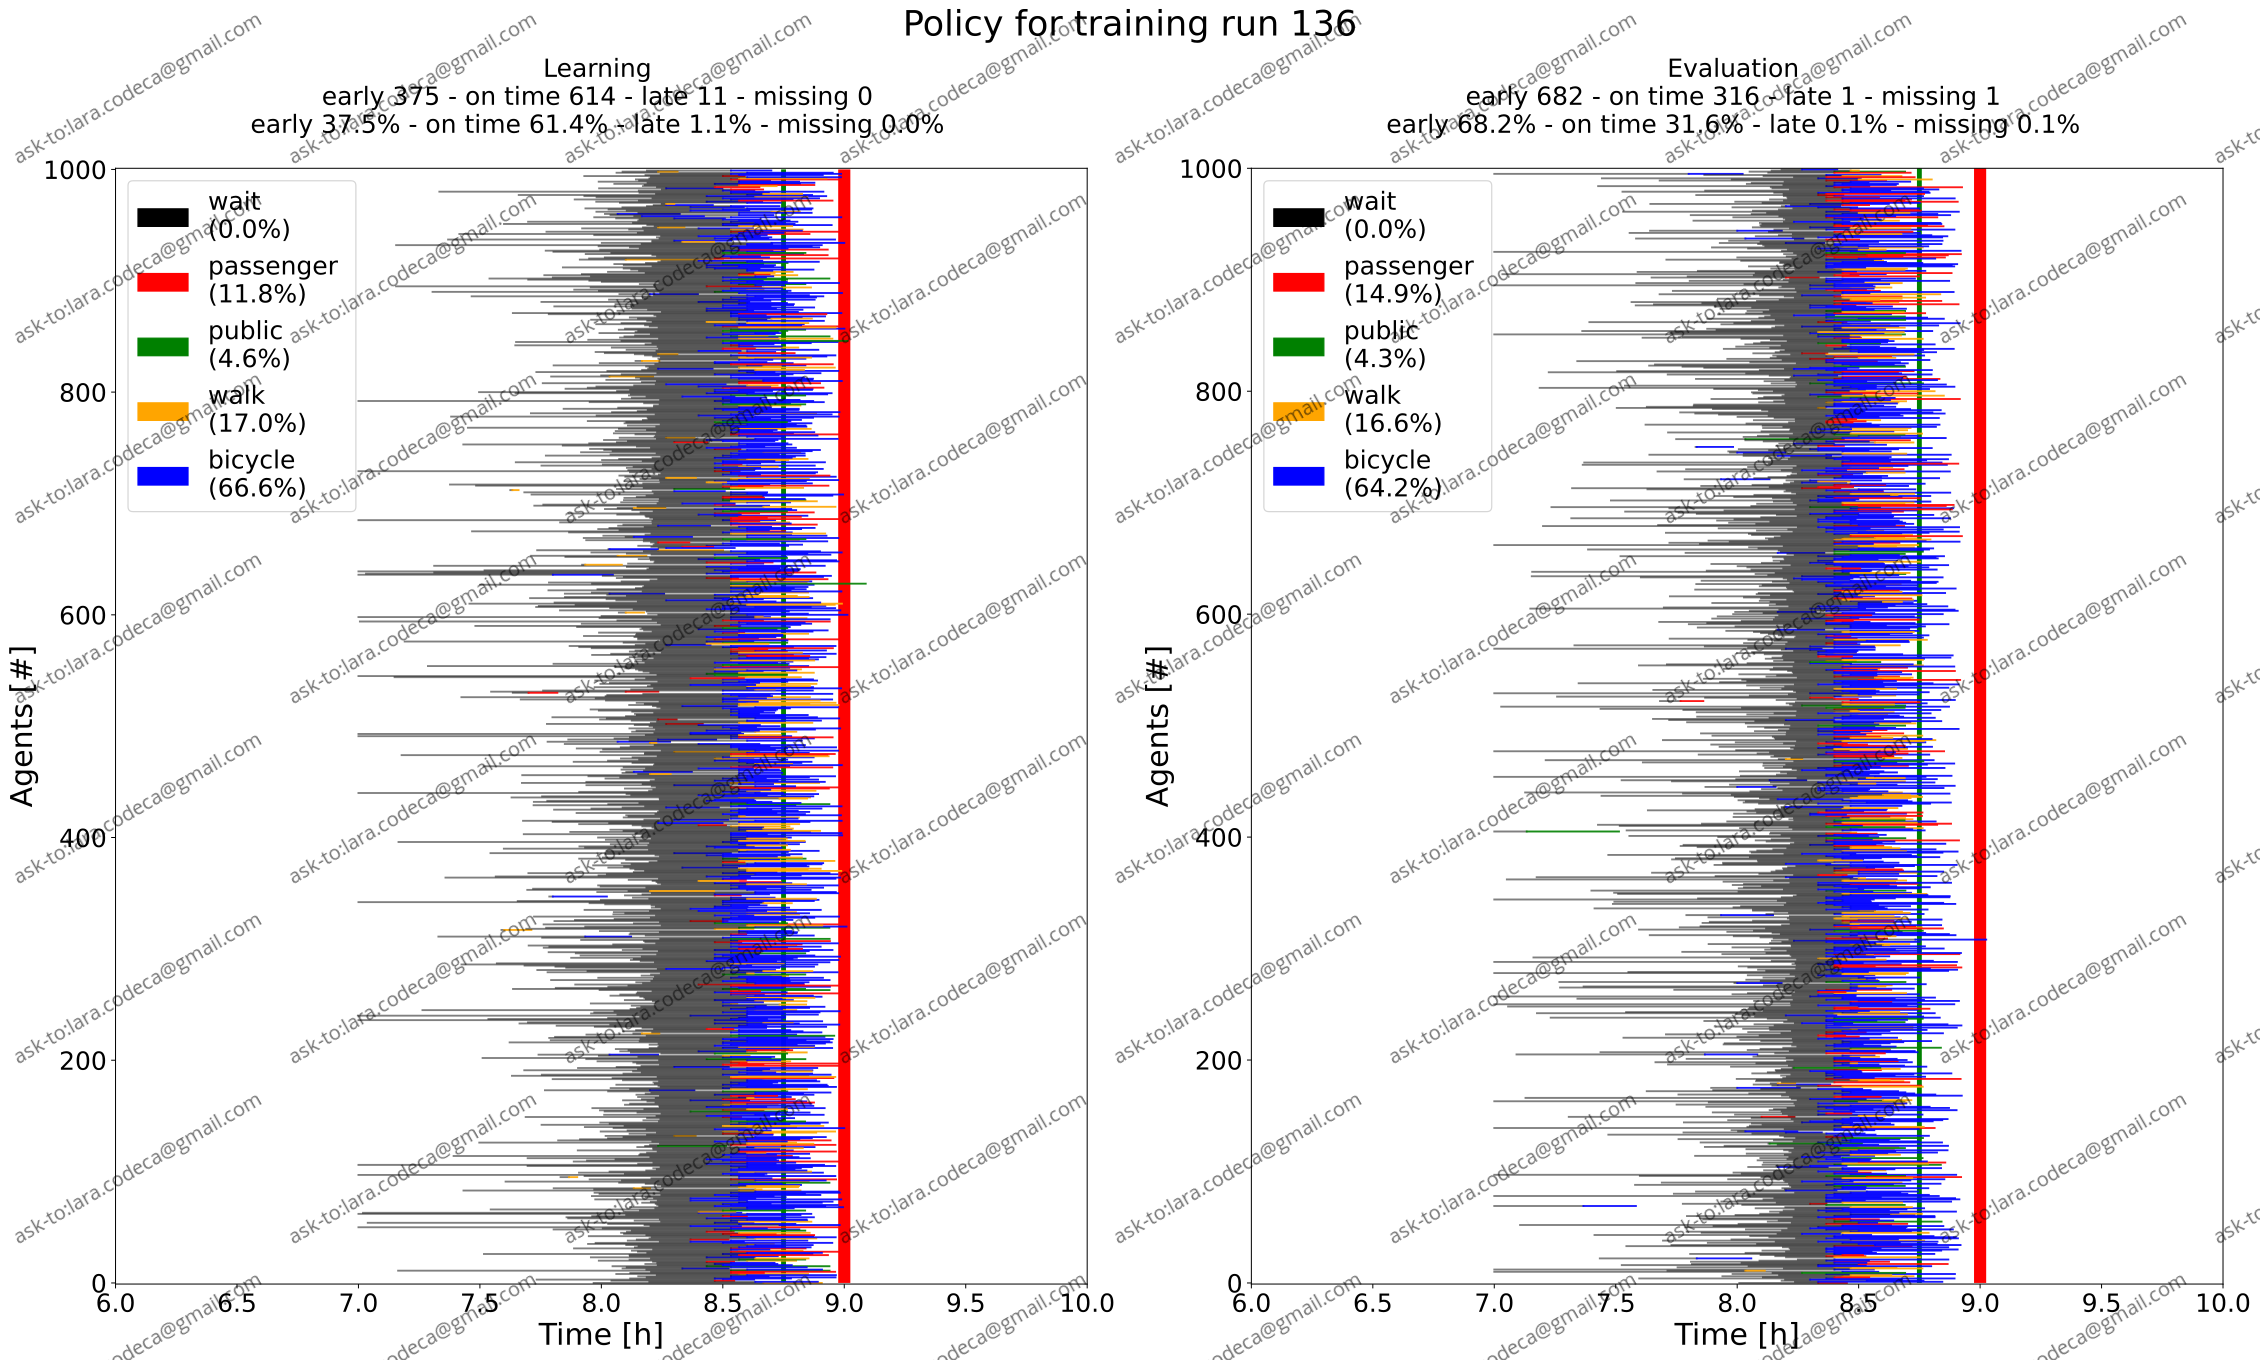 Policy for training run 136
Learning
early 375 - on time 614 - late 11 - missing 0
early 37.5% - on time 61.4% - late 1.1% - missing 0.0%
1000
800
600
400
200
0
Agents [#]
wait
(0.0%)
passenger
(11.8%)
public
(4.6%)
walk
(17.0%)
bicycle
(66.6%)
6.0 6.5 7.0 7.5 8.0 8.5 9.0 9.5 10.0
Time [h]
Evaluation
early 682 - on time 316 - late 1 - missing 1
early 68.2% - on time 31.6% - late 0.1% - missing 0.1%
1000
800
600
400
200
0
Agents [#]
wait
(0.0%)
passenger
(14.9%)
public
(4.3%)
walk
(16.6%)
bicycle
(64.2%)
6.0 6.5 7.0 7.5 8.0 8.5 9.0 9.5 10.0
Time [h]
ask-to:lara.codeca@gmail.com